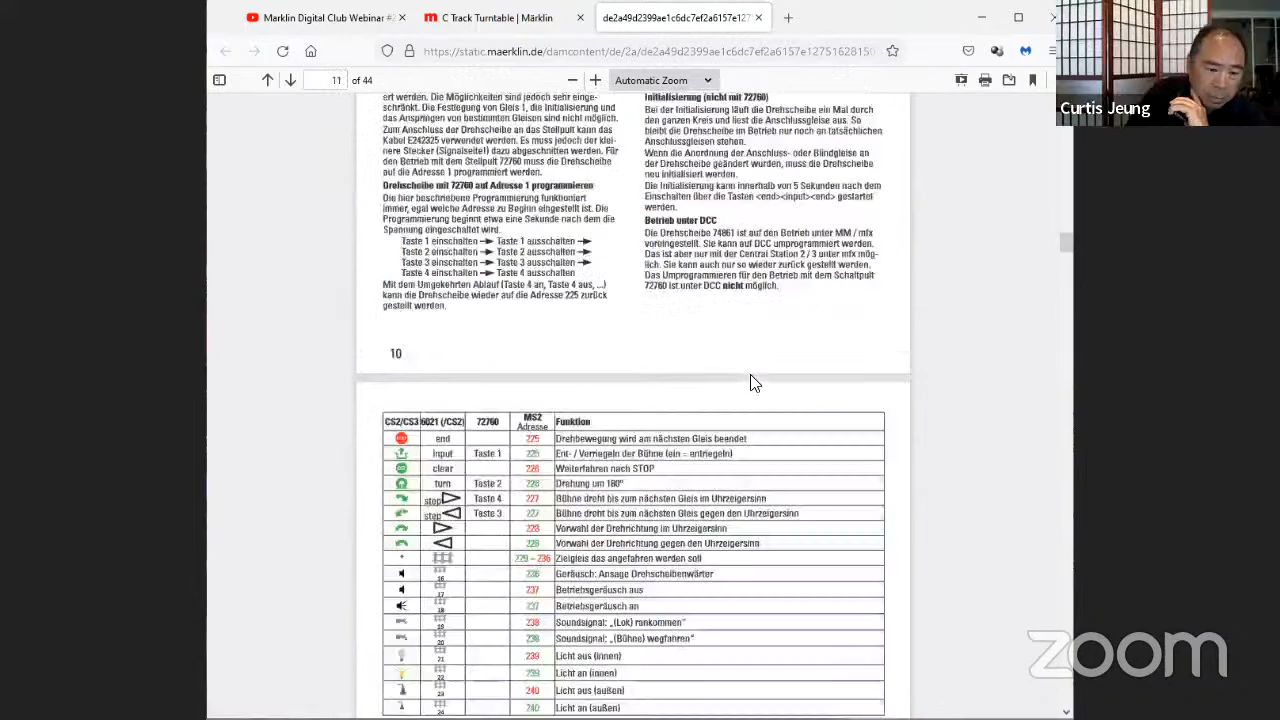 Marklin Digital Club Webinar #2
C Track Turntable | Märklin
de2a49d2399ae1c6dc7ef2a6157e127
https://static.maerklin.de/damcontent/de/2a/de2a49d2399ae1c6dc7ef2a6157e12751628150
11 of 44
Automatic Zoom
Curtis Jeung
ert werden. Die Möglichkeiten sind jedoch sehr einge-
schränkt. Die Festlegung von Gleis 1, die Initialisierung und
das Anspringen von bestimmten Gleisen sind nicht möglich.
Zum Anschluss der Drehscheibe an das Stellpult kann das
Kabel E242325 verwendet werden. Es muss jedoch der klei-
nere Stecker (Signalseite!) dazu abgeschnitten werden. Für
den Betrieb mit dem Stellpult 72760 muss die Drehscheibe
auf die Adresse 1 programmiert werden.
Drehscheibe mit 72760 auf Adresse 1 programmieren
Die hier beschriebene Programmierung funktioniert
immer, egal welche Adresse zu Beginn eingestellt ist. Die
Programmierung beginnt etwa eine Sekunde nach dem die
Spannung eingeschaltet wird.
Taste 1 einschalten → Taste 1 ausschalten →
Taste 2 einschalten → Taste 2 ausschalten →
Taste 3 einschalten → Taste 3 ausschalten →
Taste 4 einschalten → Taste 4 ausschalten
Mit dem Umgekehrten Ablauf (Taste 4 an, Taste 4 aus, ...)
kann die Drehscheibe wieder auf die Adresse 225 zurück
gestellt werden.
Initialisierung (nicht mit 72760)
Bei der Initialisierung läuft die Drehscheibe ein Mal durch
den ganzen Kreis und liest die Anschlussgleise aus. So
bleibt die Drehscheibe im Betrieb nur noch an tatsächlichen
Anschlussgleisen stehen.
Wenn die Anordnung der Anschluss- oder Blindgleise an
der Drehscheibe geändert wurden, muss die Drehscheibe
neu initialisiert werden.
Die Initialisierung kann innerhalb von 5 Sekunden nach dem
Einschalten über die Tasten <end><input><end> gestartet
werden.
Betrieb unter DCC
Die Drehscheibe 74861 ist auf den Betrieb unter MM / mfx
voreingestellt. Sie kann auf DCC umprogrammiert werden.
Das ist aber nur mit der Central Station 2 / 3 unter mfx mög-
lich. Sie kann auch nur so wieder zurück gestellt werden.
Das Umprogrammieren für den Betrieb mit dem Schaltpult
72760 ist unter DCC nicht möglich.
10
CS2/CS3 6021 (/CS2) 72760 MS2 Adresse Funktion
STOP end 225 Drehbewegung wird am nächsten Gleis beendet
input Taste 1 225 Ent- / Verriegeln der Bühne (ein = entriegeln)
clear 226 Weiterfahren nach STOP
turn Taste 2 226 Drehung um 180°
step Taste 4 227 Bühne dreht bis zum nächsten Gleis im Uhrzeigersinn
step Taste 3 227 Bühne dreht bis zum nächsten Gleis gegen den Uhrzeigersinn
228 Vorwahl der Drehrichtung im Uhrzeigersinn
228 Vorwahl der Drehrichtung gegen den Uhrzeigersinn
229 – 236 Zielgleis das angefahren werden soll
16 236 Geräusch: Ansage Drehscheibenwärter
17 237 Betriebsgeräusch aus
18 237 Betriebsgeräusch an
19 238 Soundsignal: „(Lok) rankommen“
20 238 Soundsignal: „(Bühne) wegfahren“
21 239 Licht aus (innen)
22 239 Licht an (innen)
23 240 Licht aus (außen)
24 240 Licht an (außen)
zoom